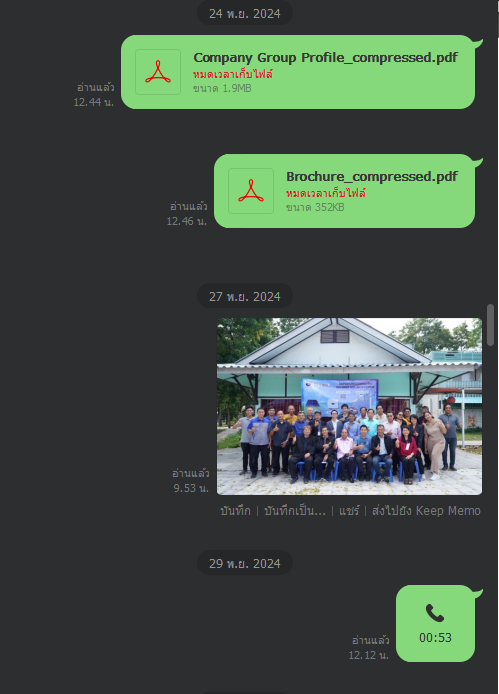 24 พ.ย. 2024
Company Group Profile_compressed.pdf
หมดเวลาเก็บไฟล์
ขนาด 1.9MB
อ่านแล้ว
12.44 น.
Brochure_compressed.pdf
หมดเวลาเก็บไฟล์
ขนาด 352KB
อ่านแล้ว
12.46 น.
27 พ.ย. 2024
อ่านแล้ว
9.53 น.
บันทึก | บันทึกเป็น... | แชร์ | ส่งไปยัง Keep Memo
29 พ.ย. 2024
00:53
อ่านแล้ว
12.12 น.